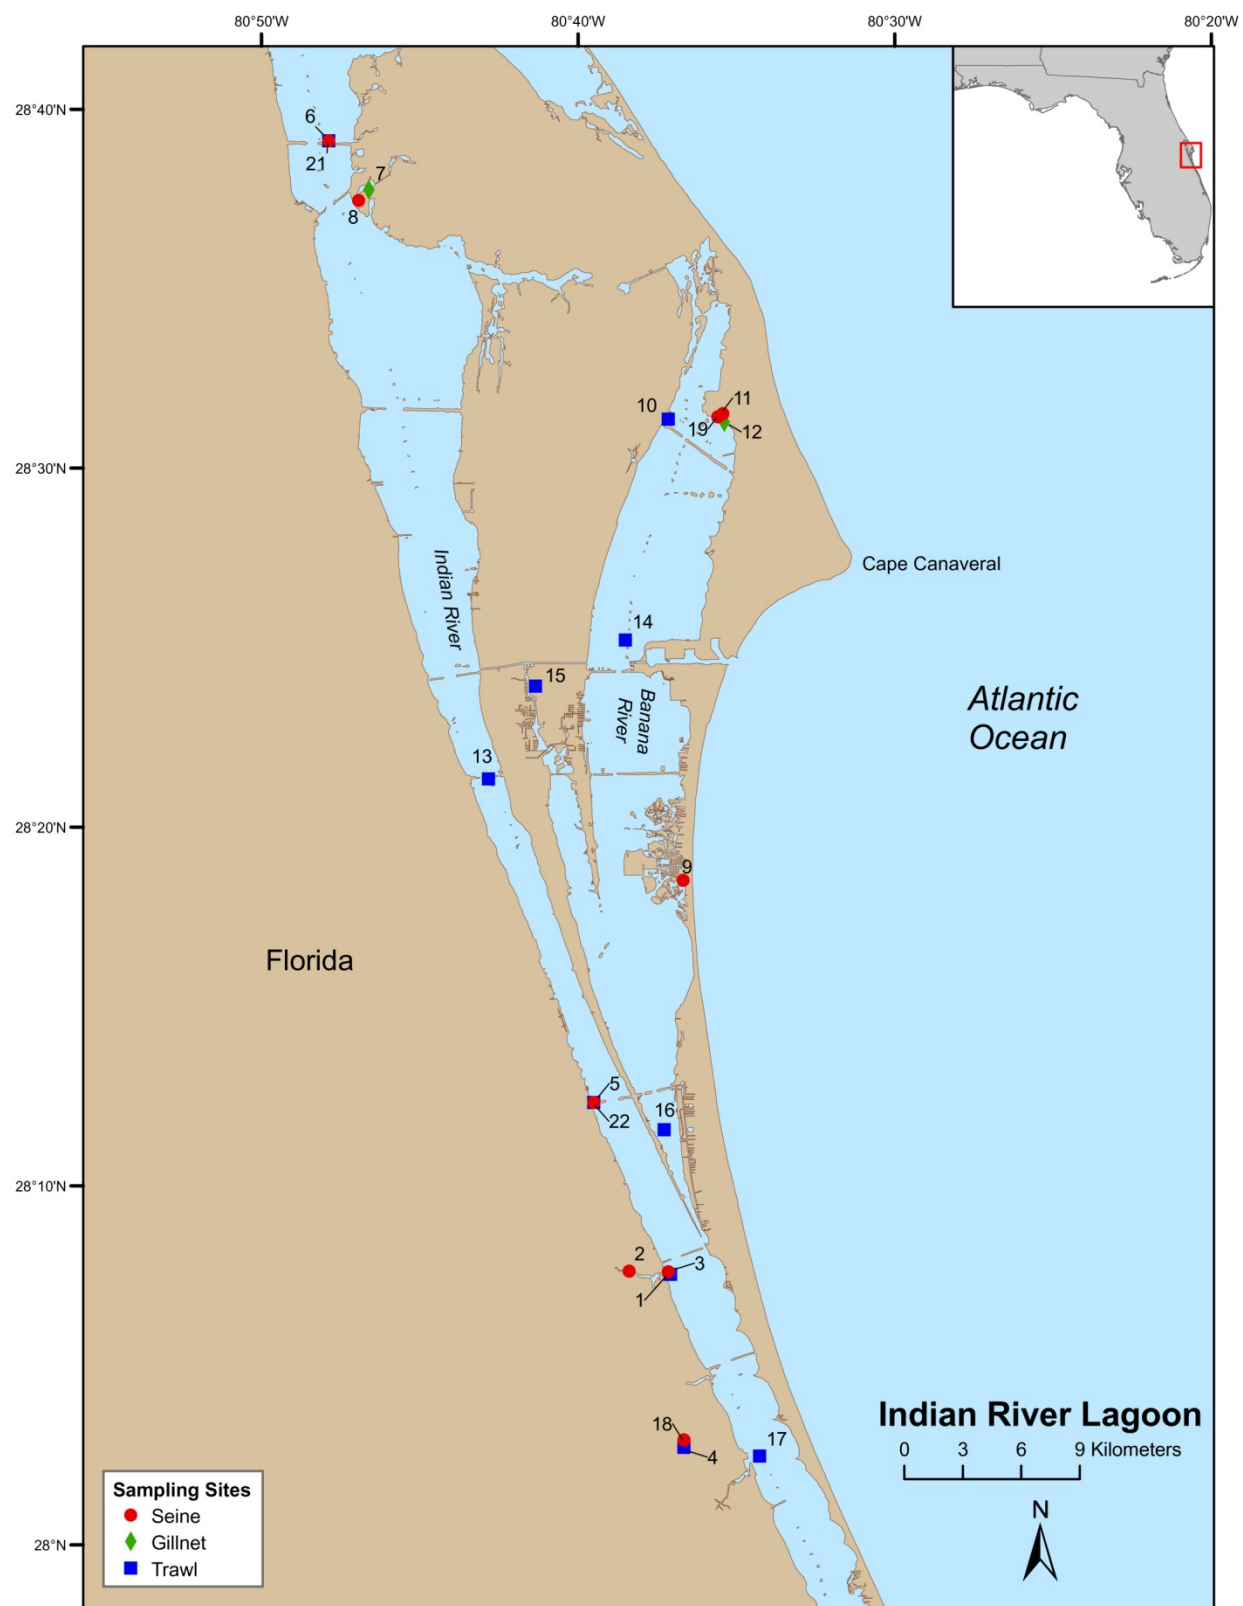 80°50'W
80°40'W
80°30'W
80°20'W
28°40'N
6
21
7
8
10
11
19
12
28°30'N
Cape Canaveral
Indian River
14
15
Banana
River
Atlantic
Ocean
13
28°20'N
9
Florida
5
22
16
28°10'N
2
3
1
18
4
17
Indian River Lagoon
0 3 6 9 Kilometers
N
28°N
Sampling Sites
Seine
Gillnet
Trawl